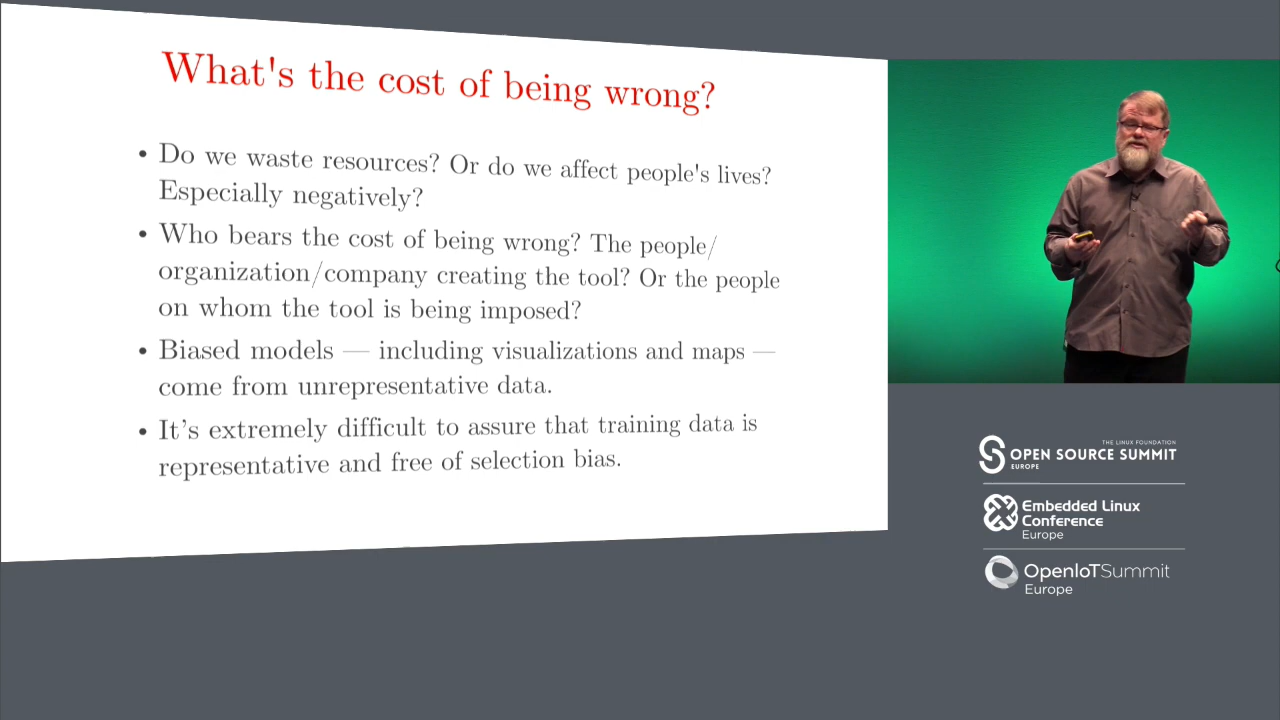 What's the cost of being wrong?
• Do we waste resources? Or do we affect people's lives?
Especially negatively?
• Who bears the cost of being wrong? The people/
organization/company creating the tool? Or the people
on whom the tool is being imposed?
• Biased models — including visualizations and maps —
come from unrepresentative data.
• It’s extremely difficult to assure that training data is
representative and free of selection bias.
THE LINUX FOUNDATION
OPEN SOURCE SUMMIT
EUROPE
Embedded Linux
Conference
Europe
OpenIoTSummit
Europe